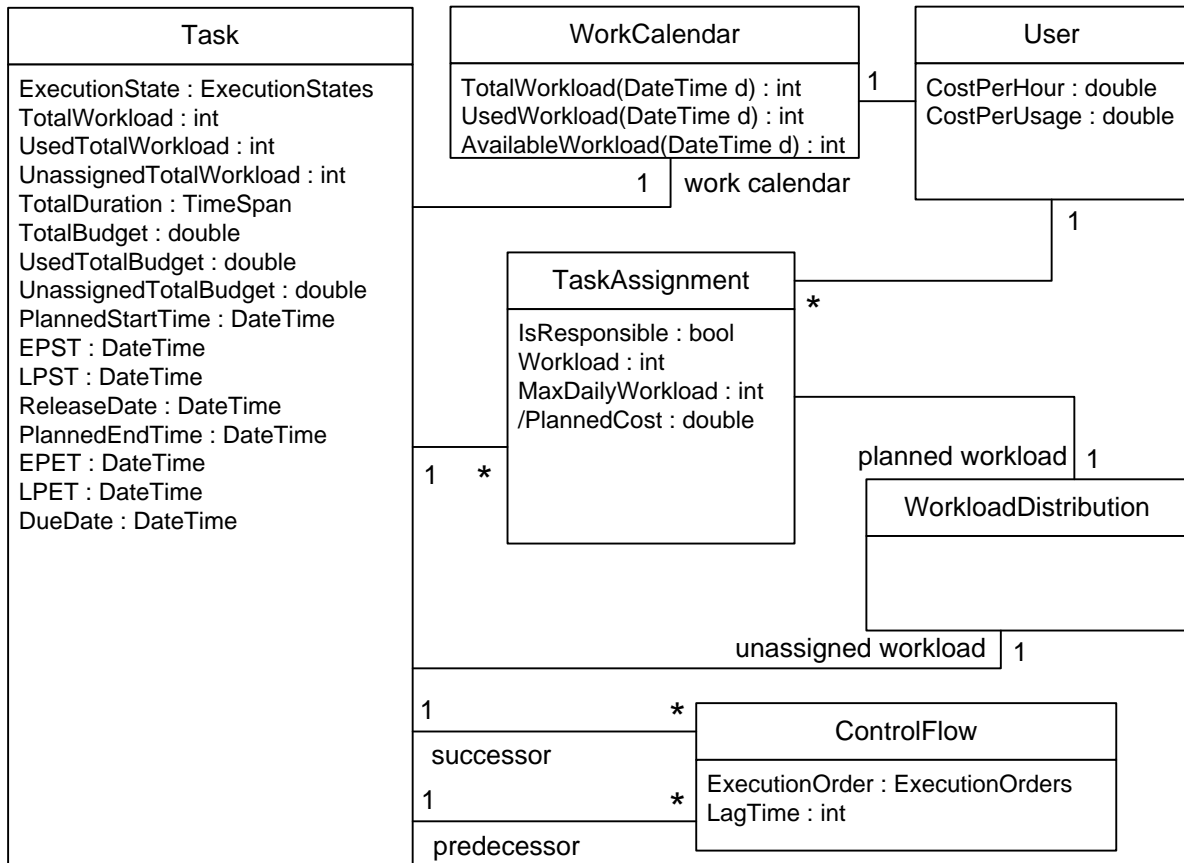 Task
ExecutionState : ExecutionStates
TotalWorkload : int
UsedTotalWorkload : int
UnassignedTotalWorkload : int
TotalDuration : TimeSpan
TotalBudget : double
UsedTotalBudget : double
UnassignedTotalBudget : double
PlannedStartTime : DateTime
EPST : DateTime
LPST : DateTime
ReleaseDate : DateTime
PlannedEndTime : DateTime
EPET : DateTime
LPET : DateTime
DueDate : DateTime
WorkCalendar
TotalWorkload(DateTime d) : int
UsedWorkload(DateTime d) : int
AvailableWorkload(DateTime d) : int
1
User
CostPerHour : double
CostPerUsage : double
1 work calendar
1
TaskAssignment
IsResponsible : bool
Workload : int
MaxDailyWorkload : int
/PlannedCost : double
*
1 *
planned workload 1
WorkloadDistribution
unassigned workload 1
1 *
successor
1 *
predecessor
ControlFlow
ExecutionOrder : ExecutionOrders
LagTime : int